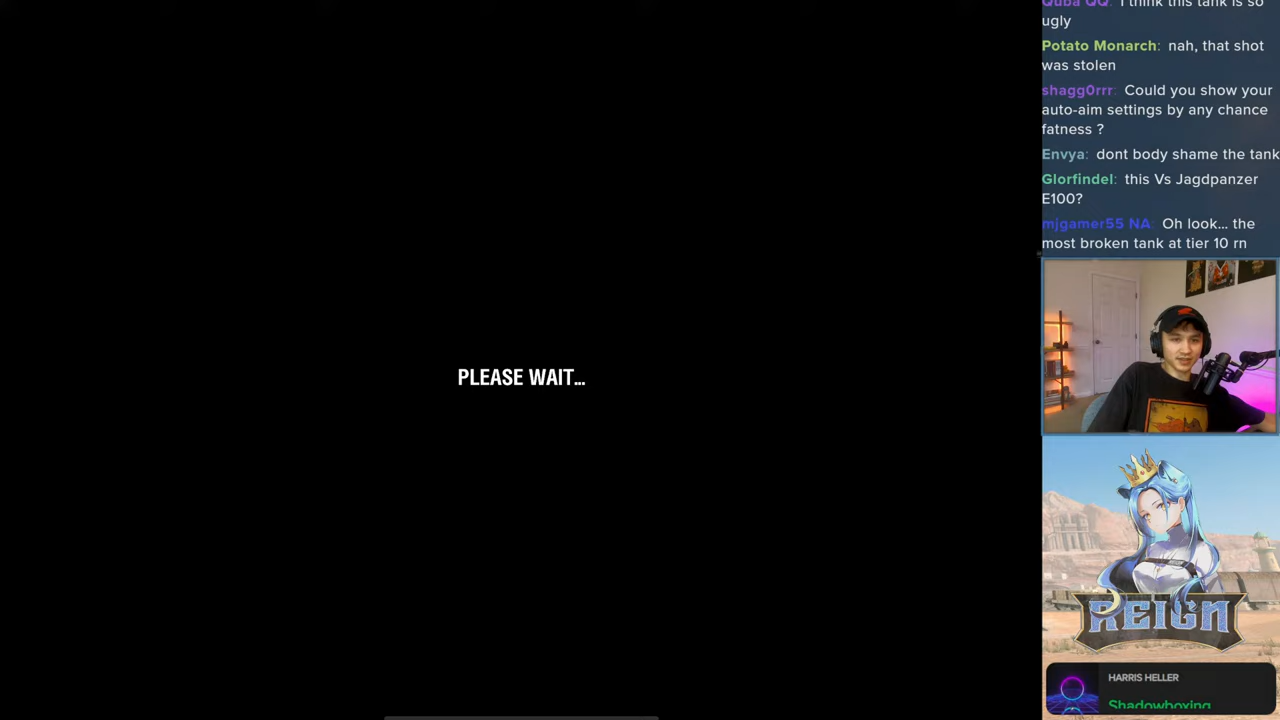 Quba QQ: I think this tank is so
ugly
Potato Monarch: nah, that shot
was stolen
shagg0rrr: Could you show your
auto-aim settings by any chance
fatness ?
Envya: dont body shame the tank
Glorfindel: this Vs Jagdpanzer
E100?
mjgamer55 NA: Oh look... the
most broken tank at tier 10 rn
PLEASE WAIT...
REIGN
HARRIS HELLER
Shadowboxing